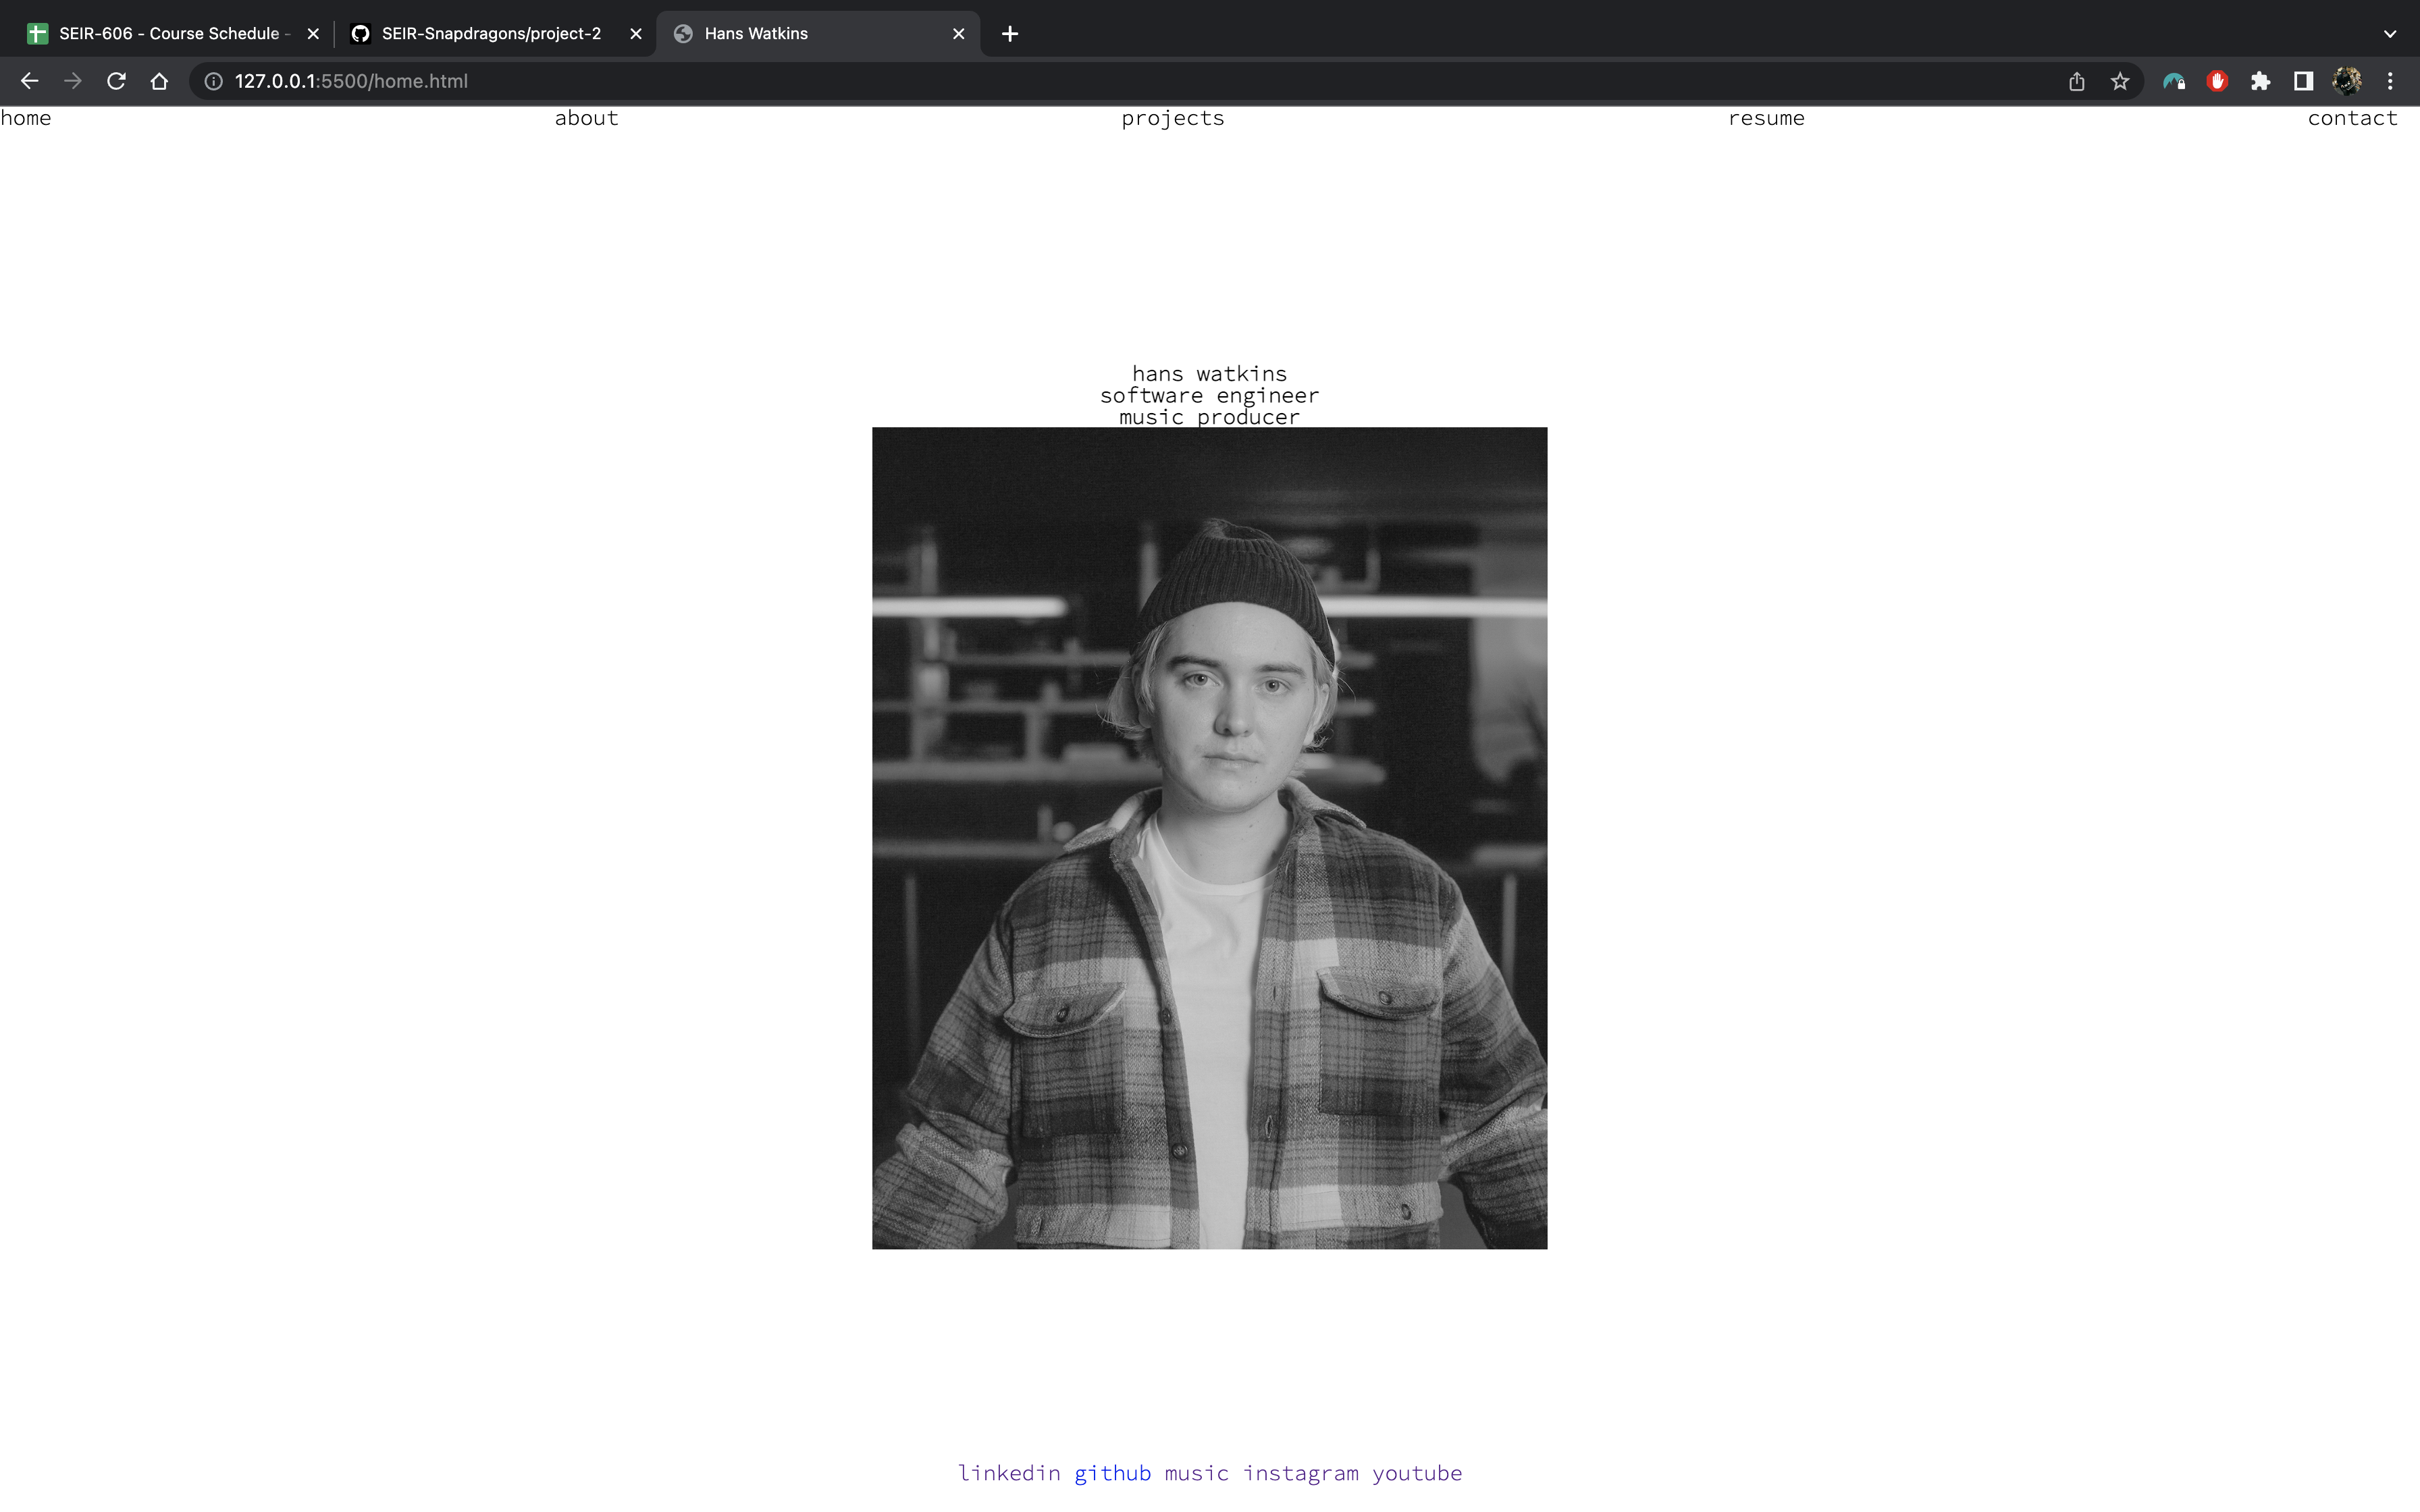 SEIR-606 - Course Schedule -
SEIR-Snapdragons/project-2
Hans Watkins
127.0.0.1:5500/home.html
home about projects resume contact
hans watkins
software engineer
music producer
linkedin github music instagram youtube